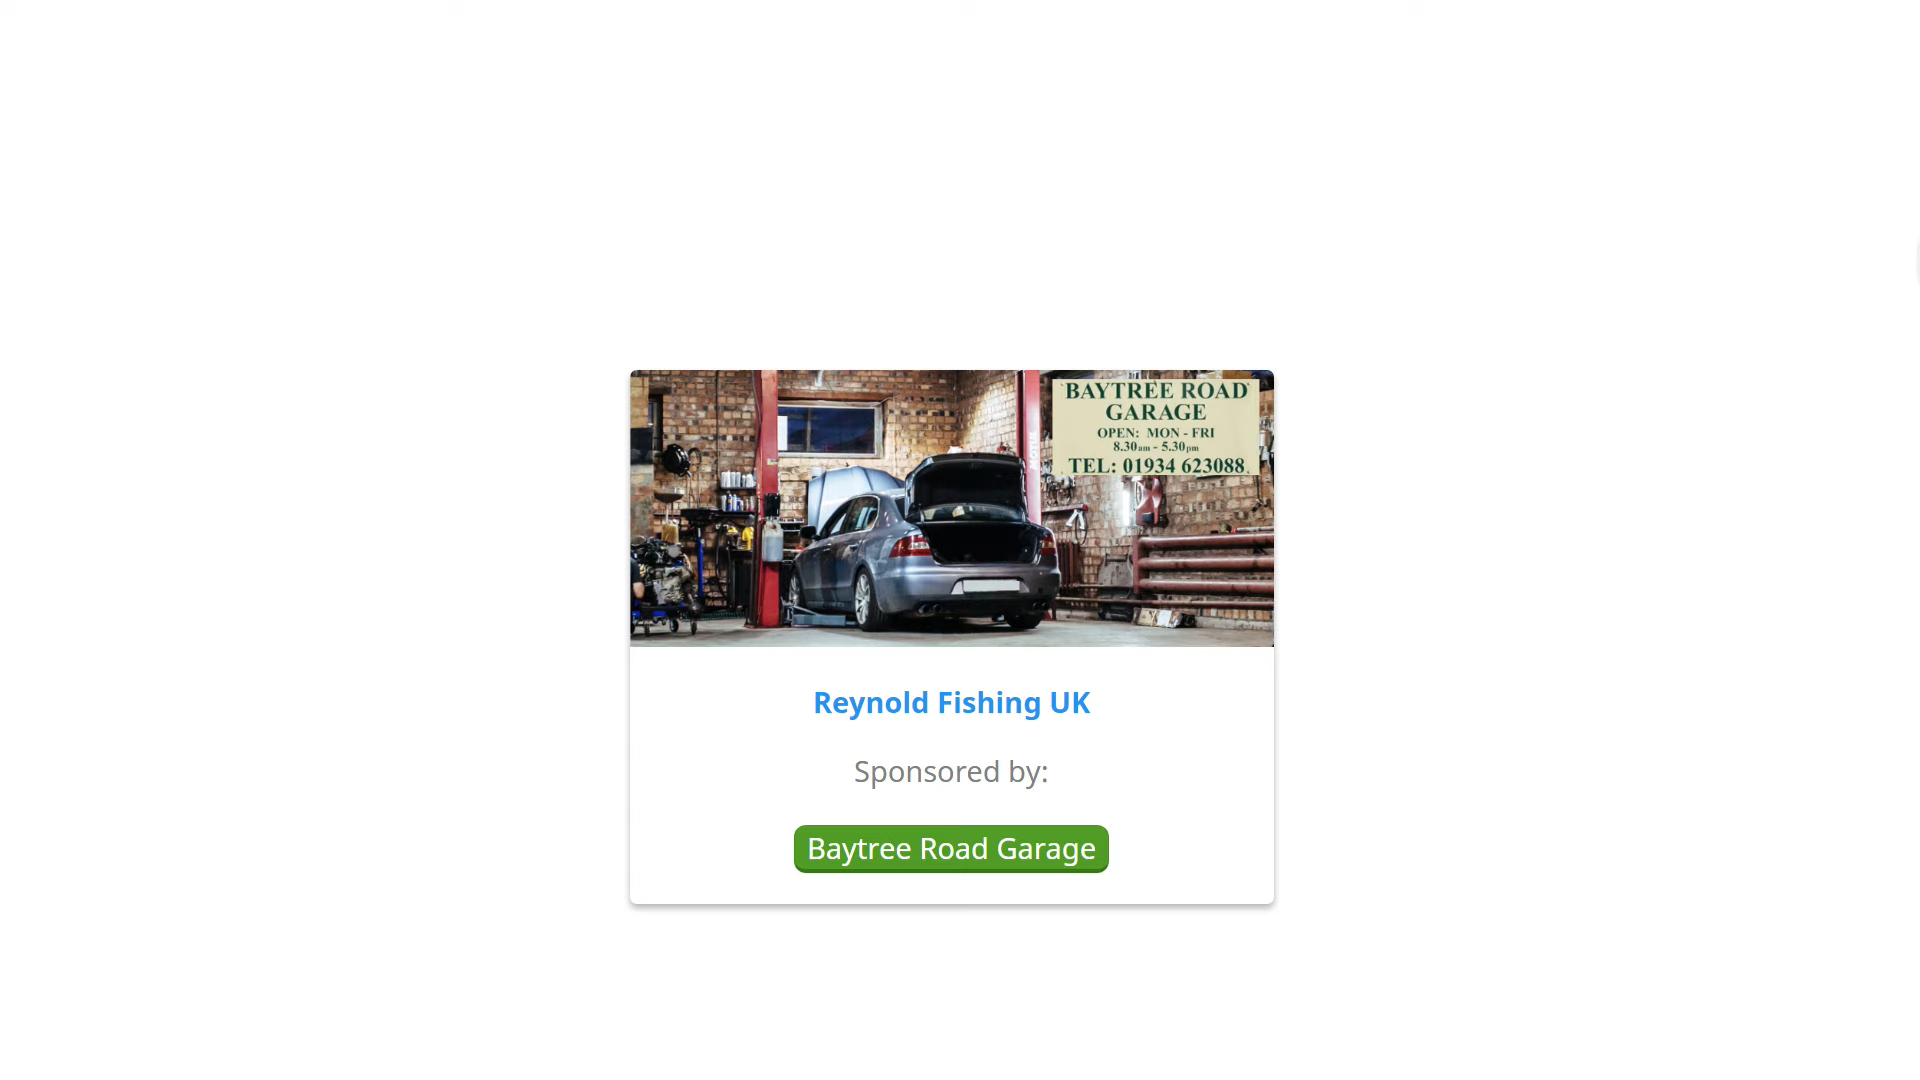 BAYTREE ROAD
GARAGE
OPEN: MON - FRI
8.30am - 5.30pm
TEL: 01934 623088
Reynold Fishing UK
Sponsored by:
Baytree Road Garage